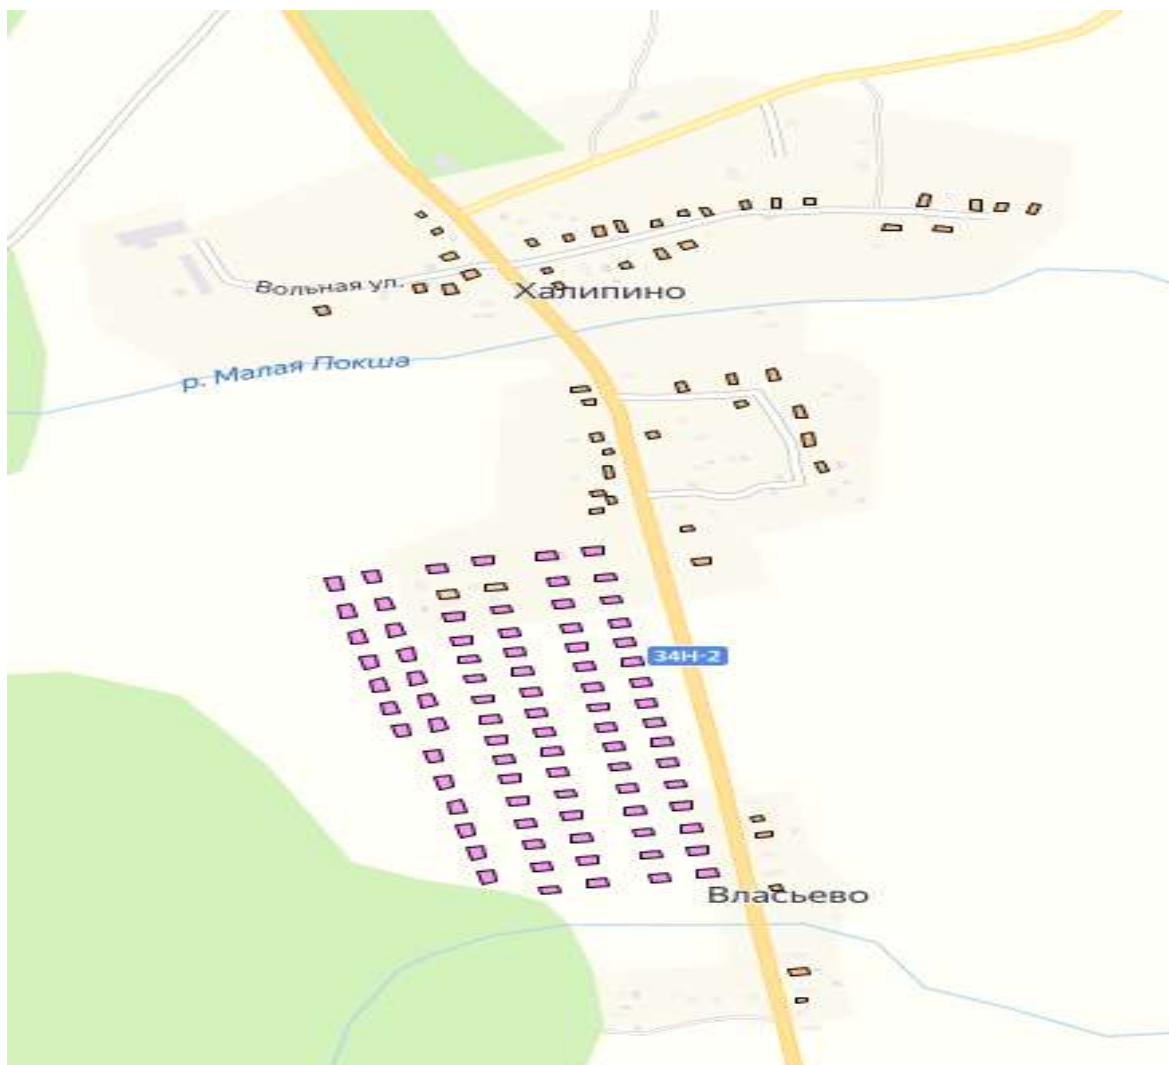 Вольная ул.
Халипино
р. Малая Покша
34Н-2
Власьево